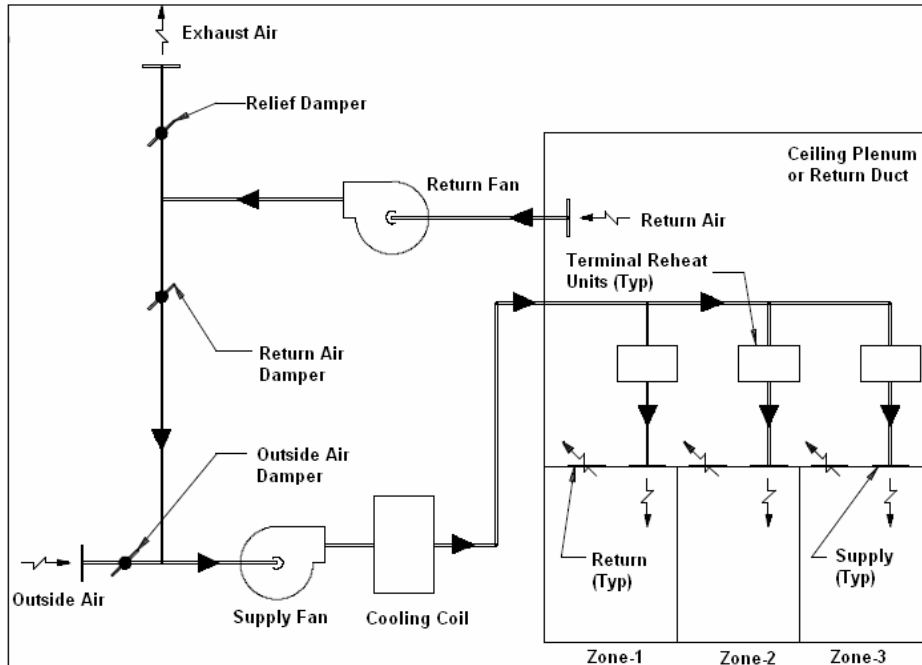 Exhaust Air
Relief Damper
Ceiling Plenum
or Return Duct
Return Fan
Return Air
Terminal Reheat
Units (Typ)
Return Air
Damper
Outside Air
Damper
Outside Air
Supply Fan
Cooling Coil
Return
(Typ)
Supply
(Typ)
Zone-1
Zone-2
Zone-3